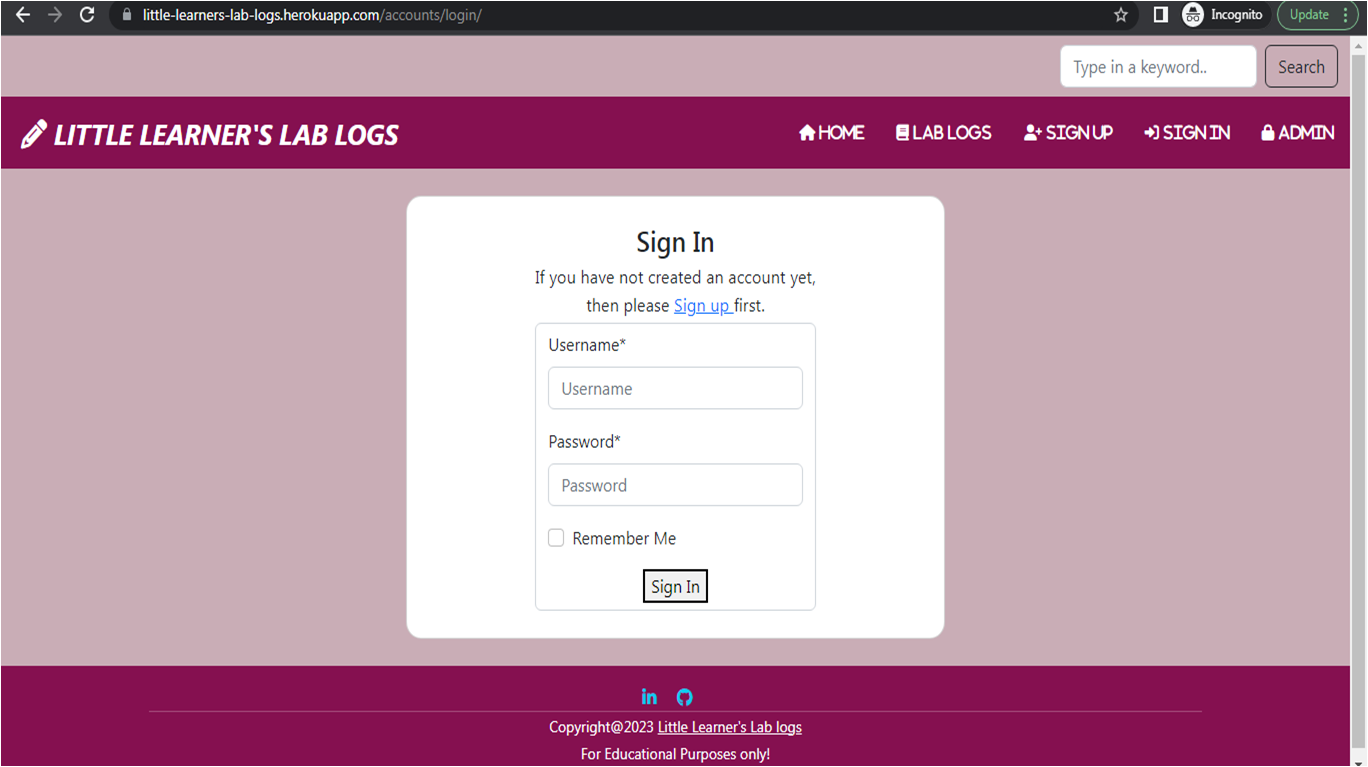 little-learners-lab-logs.herokuapp.com/accounts/login/
Incognito
Update
Type in a keyword..
Search
LITTLE LEARNER'S LAB LOGS
HOME
LAB LOGS
SIGN UP
SIGN IN
ADMIN
Sign In
If you have not created an account yet,
then please Sign up first.
Username*
Username
Password*
Password
Remember Me
Sign In
in
Copyright@2023 Little Learner's Lab logs
For Educational Purposes only!